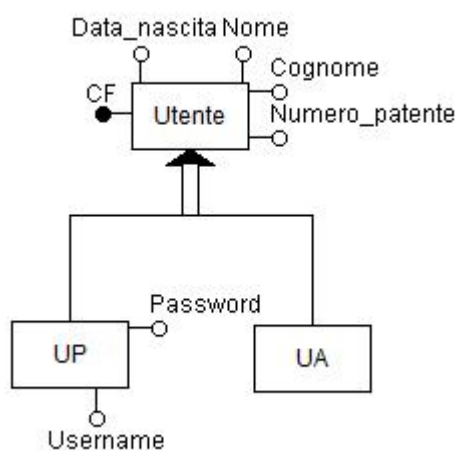 Data_nascita Nome
Cognome
CF
Utente
Numero_patente
Password
UP
UA
Username